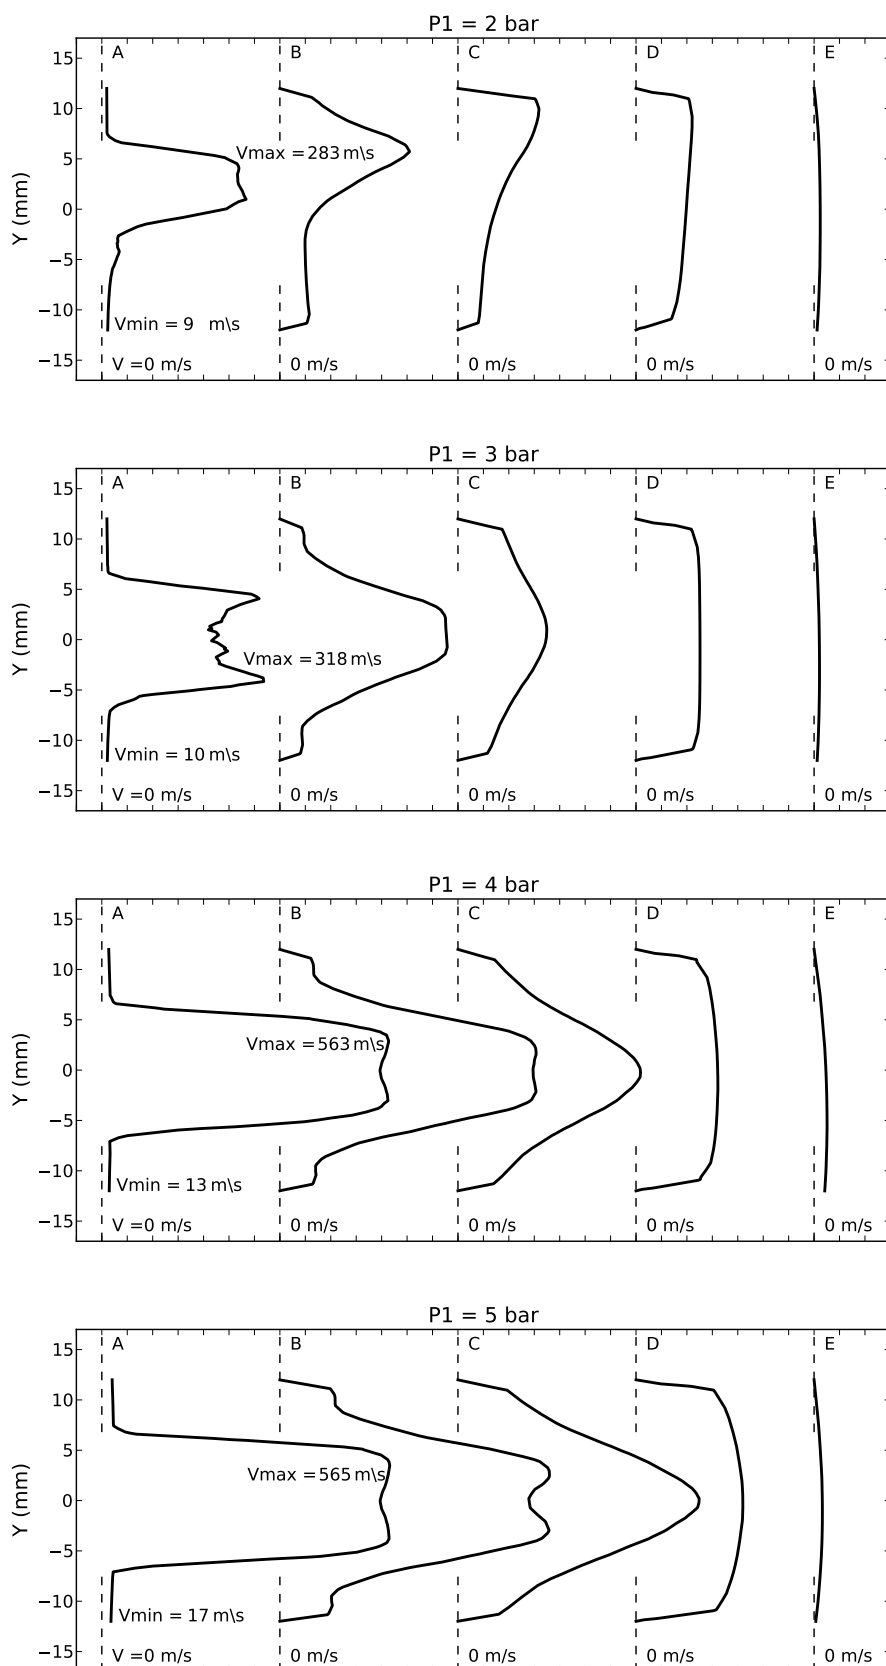 P1 = 2 bar
A B C D E
15
10
5
0
−5
−10
−15
Y (mm)
Vmax = 283 m\s
Vmin = 9 m\s
V =0 m/s 0 m/s 0 m/s 0 m/s 0 m/s
P1 = 3 bar
A B C D E
15
10
5
0
−5
−10
−15
Y (mm)
Vmax = 318 m\s
Vmin = 10 m\s
V =0 m/s 0 m/s 0 m/s 0 m/s 0 m/s
P1 = 4 bar
A B C D E
15
10
5
0
−5
−10
−15
Y (mm)
Vmax = 563 m\s
Vmin = 13 m\s
V =0 m/s 0 m/s 0 m/s 0 m/s 0 m/s
P1 = 5 bar
A B C D E
15
10
5
0
−5
−10
−15
Y (mm)
Vmax = 565 m\s
Vmin = 17 m\s
V =0 m/s 0 m/s 0 m/s 0 m/s 0 m/s